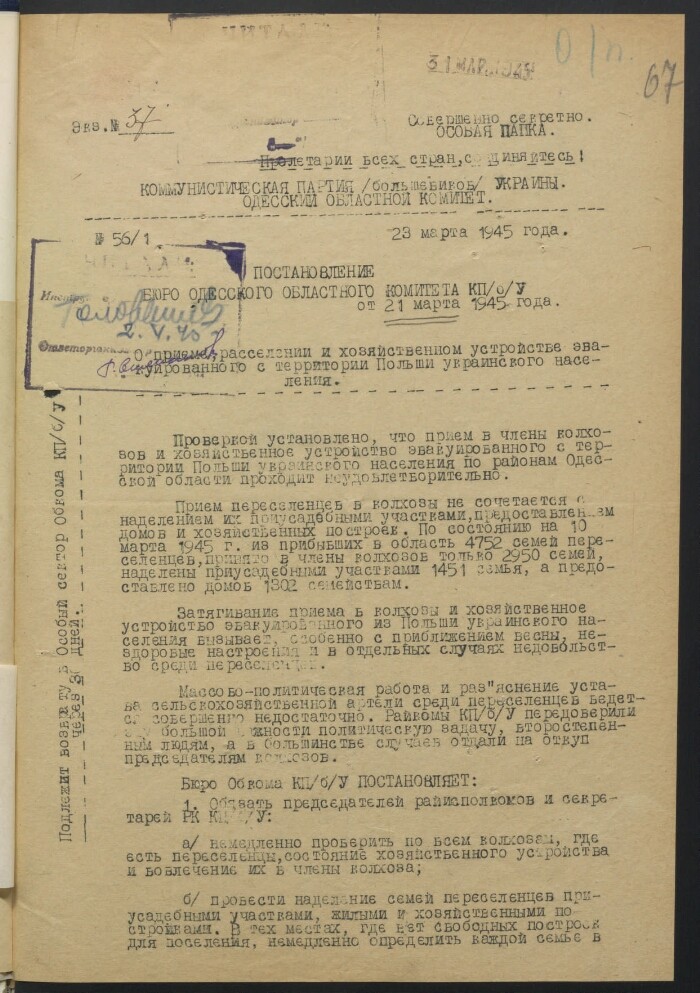 31 МАР. 1945
0/п.
67
Экз.№ 37
Совершенно секретно.
ОСОБАЯ ПАПКА.
Пролетарии всех стран, соединяйтесь!
КОММУНИСТИЧЕСКАЯ ПАРТИЯ /большевиков/ УКРАИНЫ.
ОДЕССКИЙ ОБЛАСТНОЙ КОМИТЕТ.
№ 56/1
23 марта 1945 года.
ПОСТАНОВЛЕНИЕ
БЮРО ОДЕССКОГО ОБЛАСТНОГО КОМИТЕТА КП/б/У
от 21 марта 1945 года.
О приеме, расселении и хозяйственном устройстве эва-
куированного с территории Польши украинского насе-
ления.
Подлежит возврату в Особый сектор Обкома КП/б/У
через дней.
Проверкой установлено, что прием в члены колхо-
зов и хозяйственное устройство эвакуированного с тер-
ритории Польши украинского населения по районам Одес-
ской области проходит неудовлетворительно.
Прием переселенцев в колхозы не сочетается с
наделением их приусадебными участками, предоставлением
домов и хозяйственных построек. По состоянию на 10
марта 1945 г. из прибывших в область 4752 семей пере-
селенцев, принято в члены колхозов только 2950 семей,
наделены приусадебными участками 1451 семья, а предо-
ставлено домов 1302 семействам.
Затягивание приема в колхозы и хозяйственное
устройство эвакуированного из Польши украинского на-
селения вызывает, особенно с приближением весны, не-
здоровые настроения и в отдельных случаях недовольст-
во среди переселенцев.
Массово-политическая работа и раз"яснение уста-
ва сельскохозяйственной артели среди переселенцев ведет-
ся совершенно недостаточно. Райкомы КП/б/У передоверили
эту большой важности политическую задачу, второстепен-
ным людям, а в большинстве случаев отдали на откуп
председателям колхозов.
Бюро Обкома КП/б/У ПОСТАНОВЛЯЕТ:
1. Обязать председателей райисполкомов и секре-
тарей РК КП/б/У:
а/ немедленно проверить по всем колхозам, где
есть переселенцы, состояние хозяйственного устройства
и вовлечение их в члены колхоза;
б/ провести наделение семей переселенцев при-
усадебными участками, жилыми и хозяйственными по-
стройками. В тех местах, где нет свободных построек
для поселения, немедленно определить каждой семье в